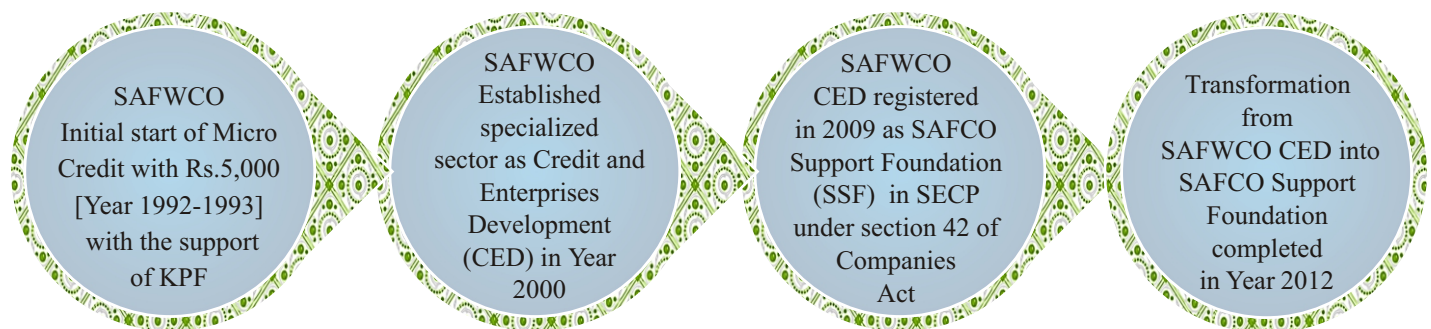 SAFWCO
Initial start of Micro
Credit with Rs.5,000
[Year 1992-1993]
with the support
of KPF
SAFWCO
Established
specialized
sector as Credit and
Enterprises
Development
(CED) in Year
2000
SAFWCO
CED registered
in 2009 as SAFCO
Support Foundation
(SSF) in SECP
under section 42 of
Companies
Act
Transformation
from
SAFWCO CED into
SAFCO Support
Foundation
completed
in Year 2012